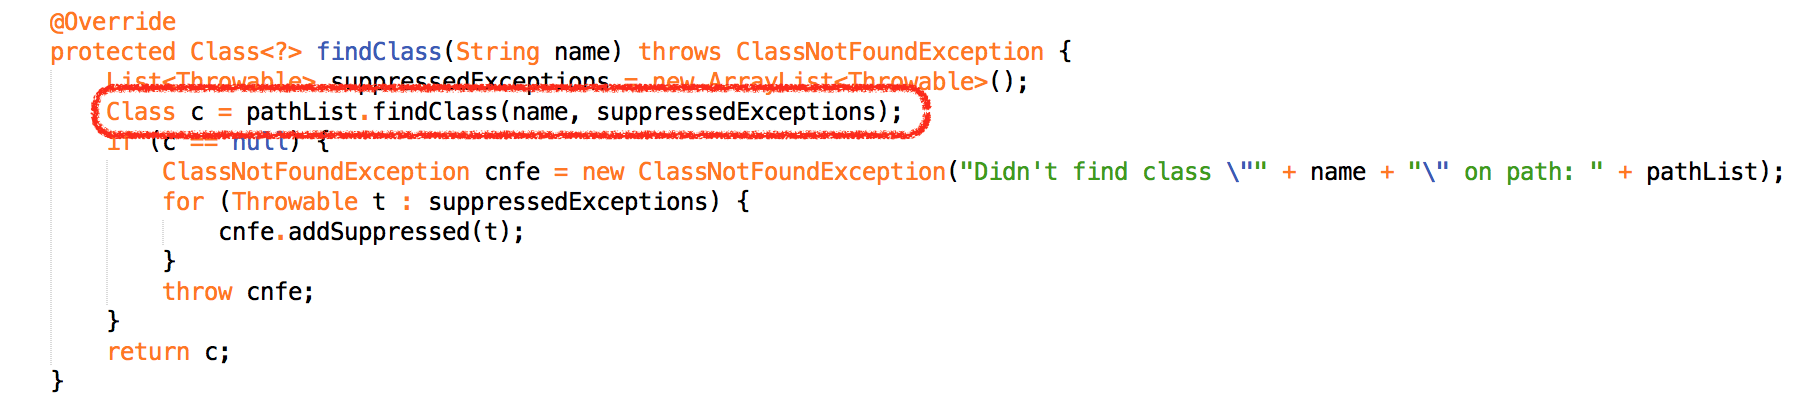 @Override
protected Class<?> findClass(String name) throws ClassNotFoundException {
List<Throwable> suppressedExceptions = new ArrayList<Throwable>();
Class c = pathList.findClass(name, suppressedExceptions);
if (c == null) {
ClassNotFoundException cnfe = new ClassNotFoundException("Didn't find class \"" + name + "\" on path: " + pathList);
for (Throwable t : suppressedExceptions) {
cnfe.addSuppressed(t);
}
throw cnfe;
}
return c;
}